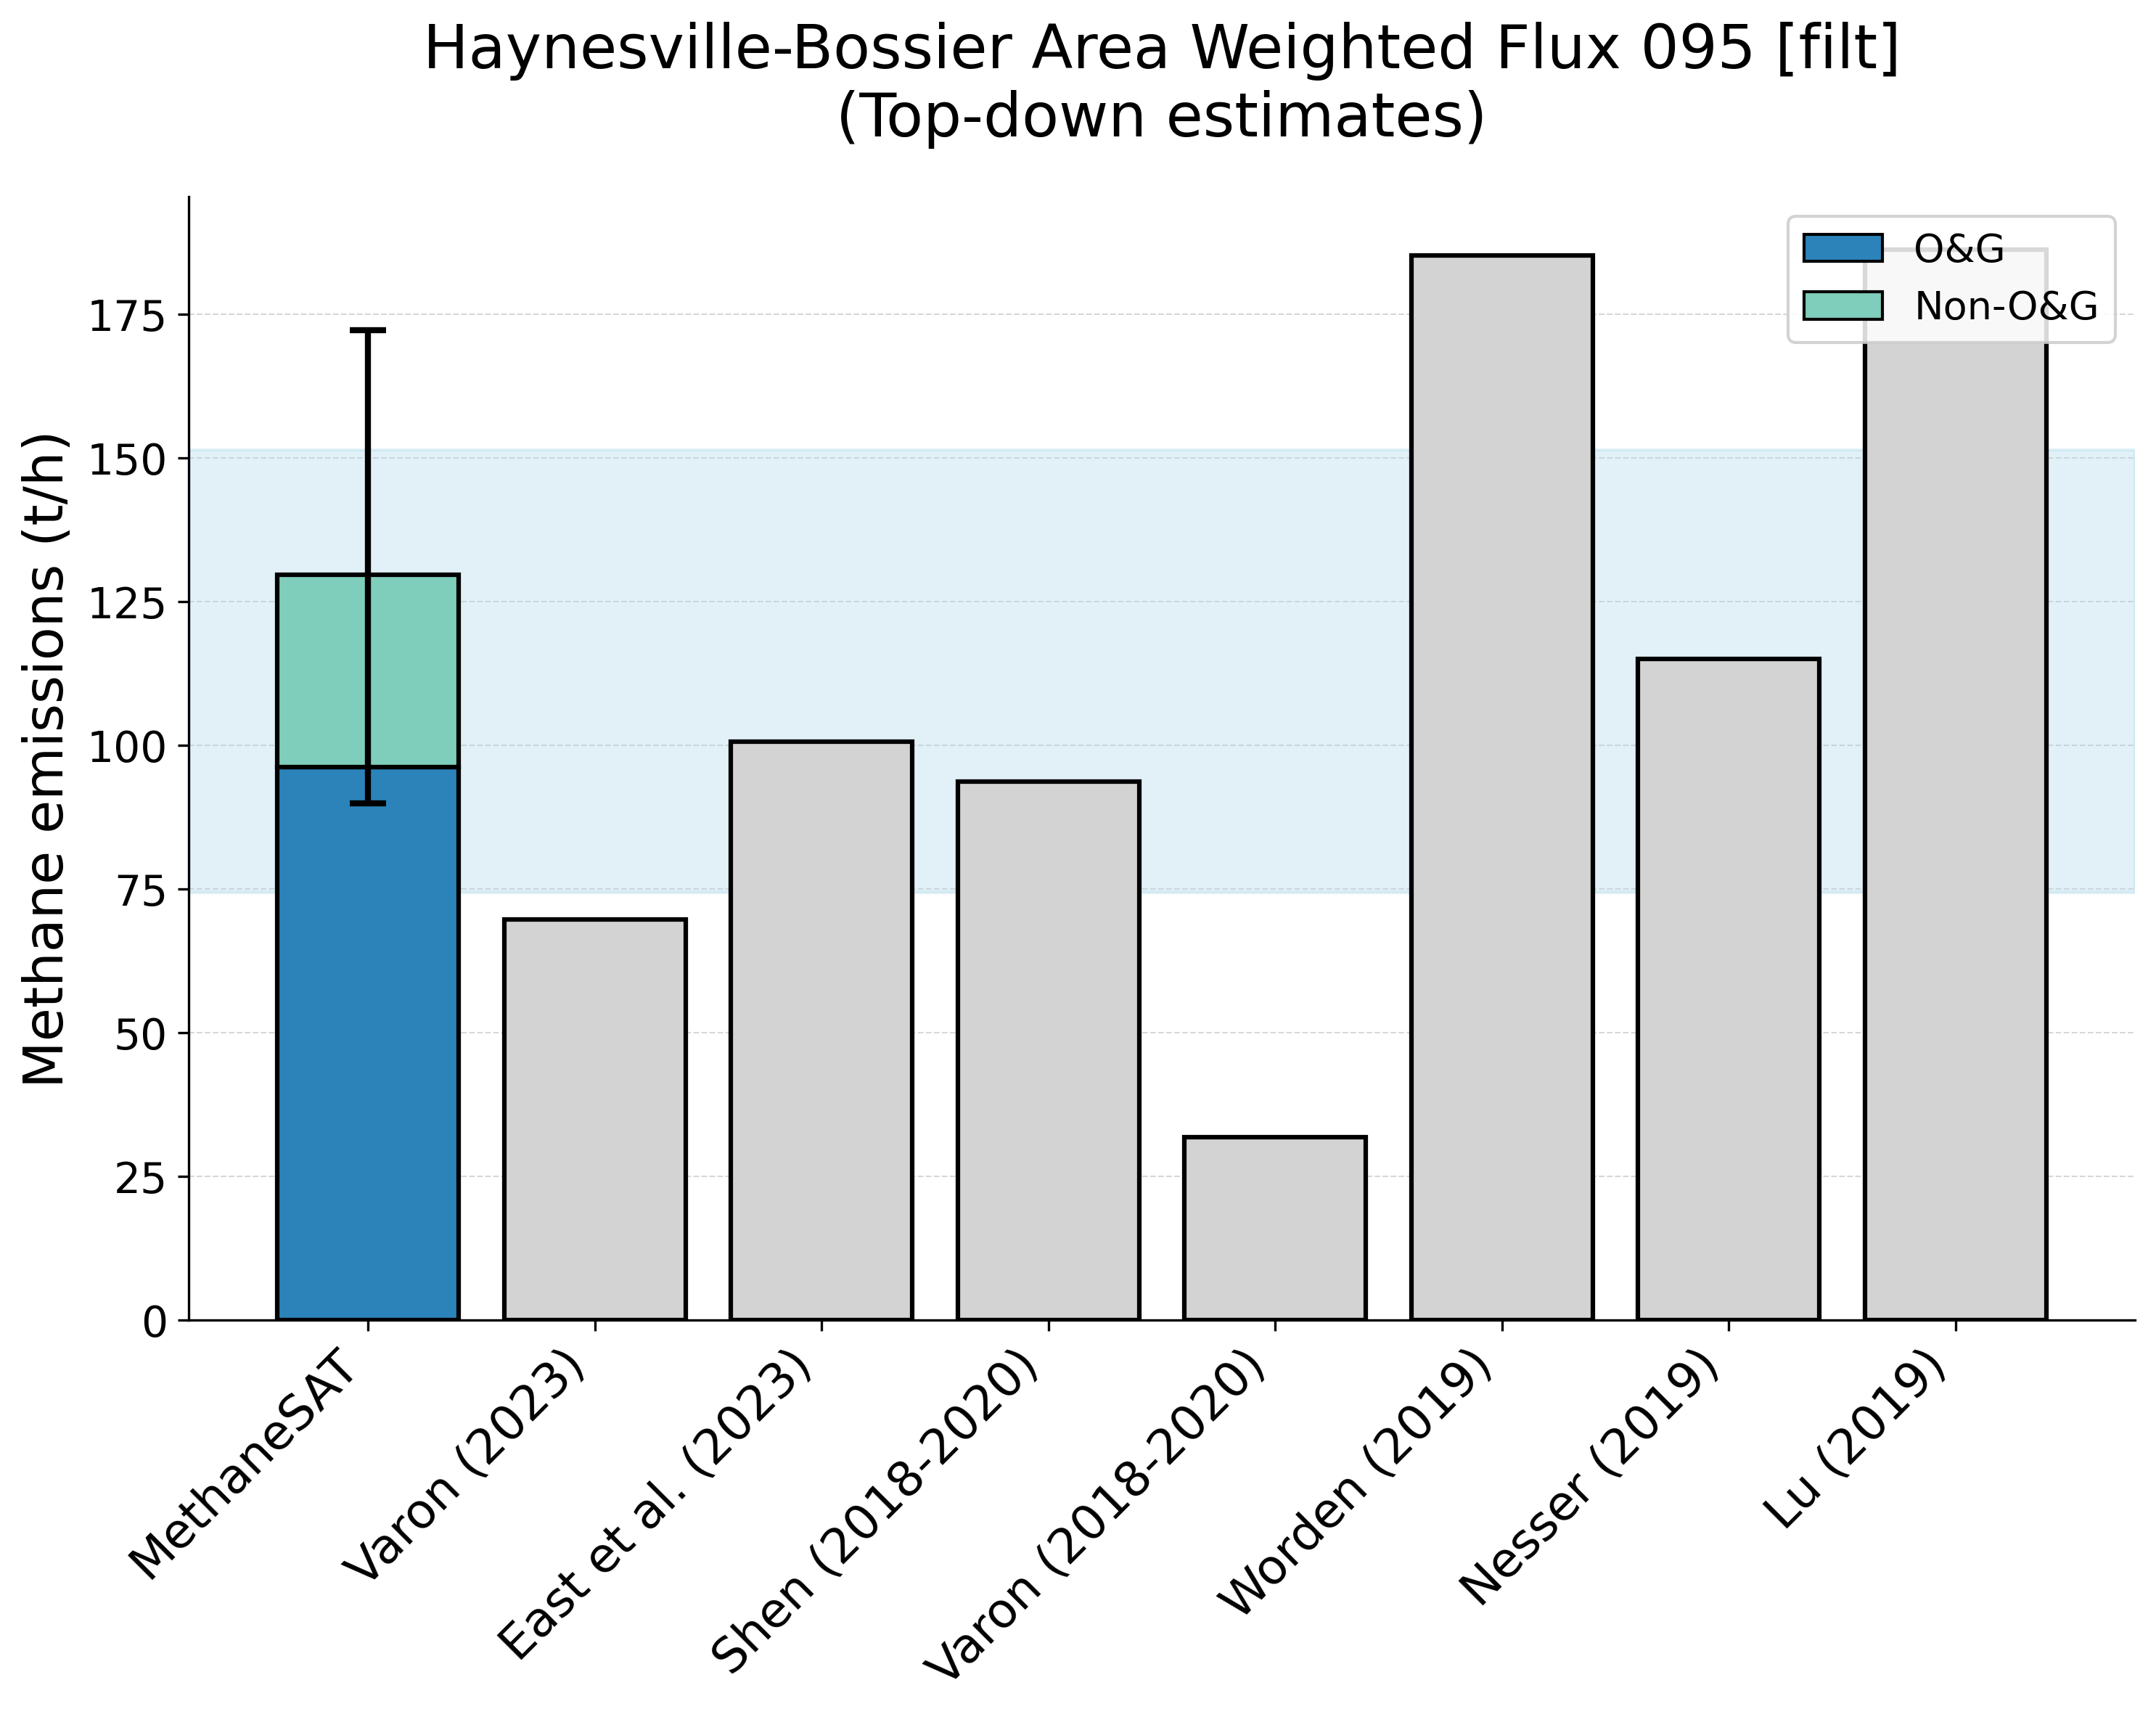 Haynesville-Bossier Area Weighted Flux 095 [filt]
(Top-down estimates)
Methane emissions (t/h)
175
150
125
100
75
50
25
0
O&G
Non-O&G
MethaneSAT
Varon (2023)
East et al. (2023)
Shen (2018-2020)
Varon (2018-2020)
Worden (2019)
Nesser (2019)
Lu (2019)